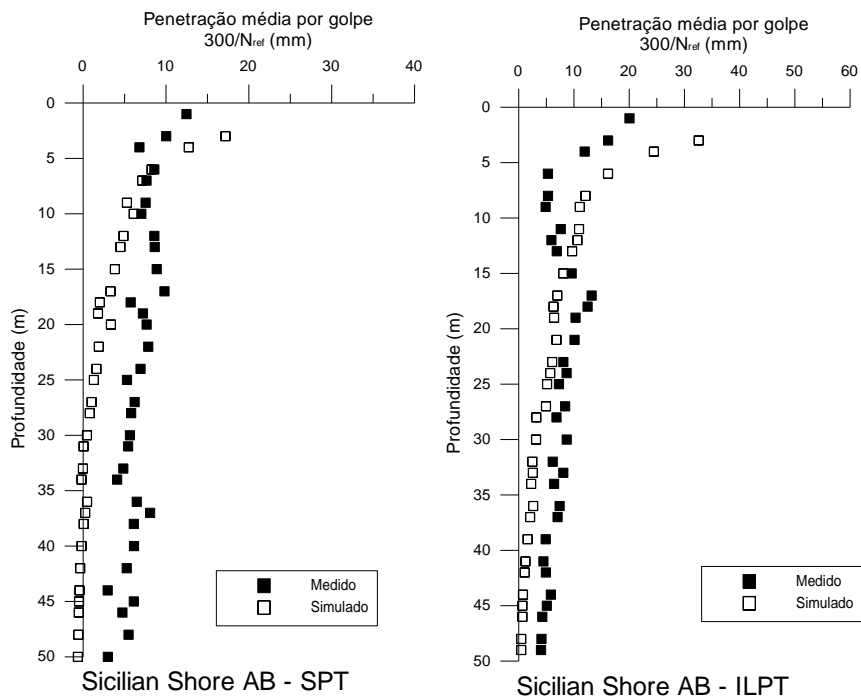 Penetração média por golpe
300/Nref (mm)
0 10 20 30 40
0
5
10
15
20
25
30
35
40
45
50
Profundidade (m)
Medido
Simulado
Sicilian Shore AB - SPT
Penetração média por golpe
300/Nref (mm)
0 10 20 30 40 50 60
0
5
10
15
20
25
30
35
40
45
50
Profundidade (m)
Medido
Simulado
Sicilian Shore AB - ILPT